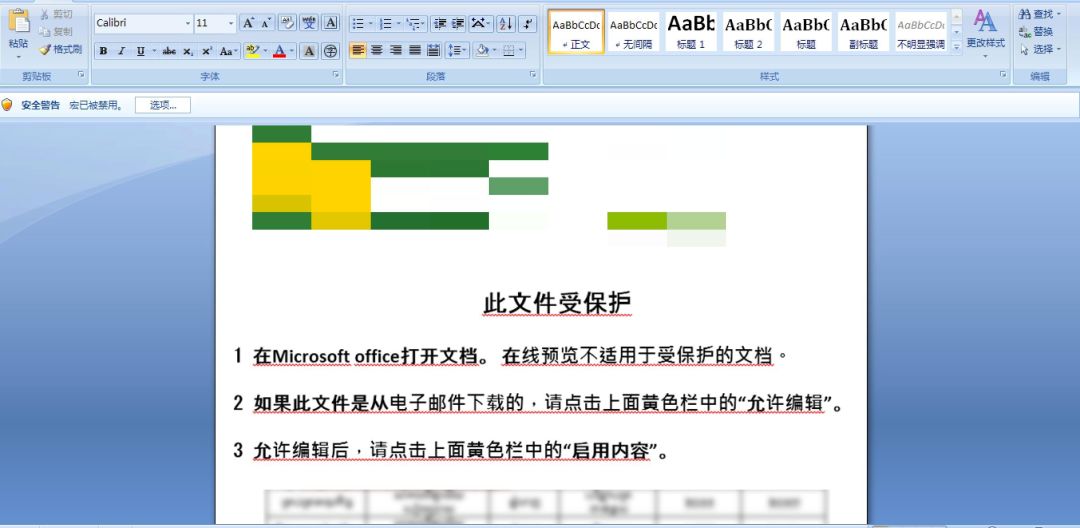 剪切
Calibri
11
AaBbCcDc
AaBbCcDc
AaBb
AaBbC
AaBbC
AaBbC
AaBbCcDc
查找
粘贴
复制
替换
格式刷
正文
无间隔
标题 1
标题 2
标题
副标题
不明显强调
更改样式
选择
剪贴板
字体
段落
样式
编辑
安全警告 宏已被禁用。 选项...
此文件受保护
1 在Microsoft office打开文档。 在线预览不适用于受保护的文档。
2 如果此文件是从电子邮件下载的，请点击上面黄色栏中的“允许编辑”。
3 允许编辑后，请点击上面黄色栏中的“启用内容”。